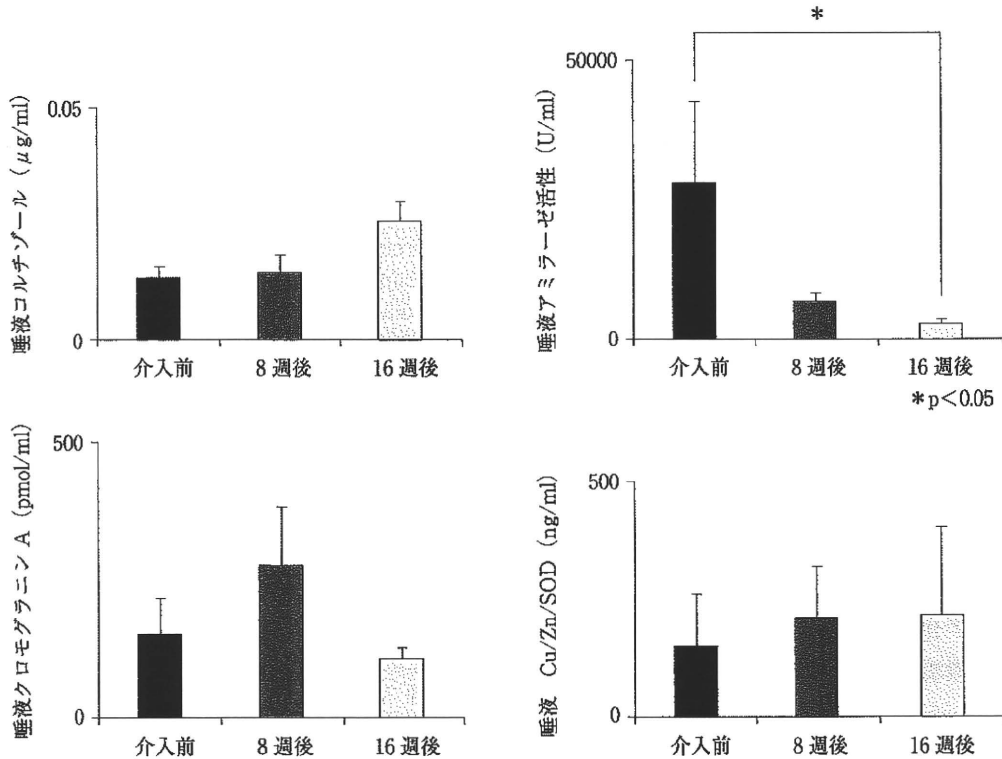 唾液コルチゾール (μg/ml)
0.05
0
介入前
8週後
16週後
唾液アミラーゼ活性 (U/ml)
50000
0
*
介入前
8週後
16週後
*p<0.05
唾液クロモグラニン A (pmol/ml)
500
0
介入前
8週後
16週後
唾液 Cu/Zn/SOD (ng/ml)
500
0
介入前
8週後
16週後